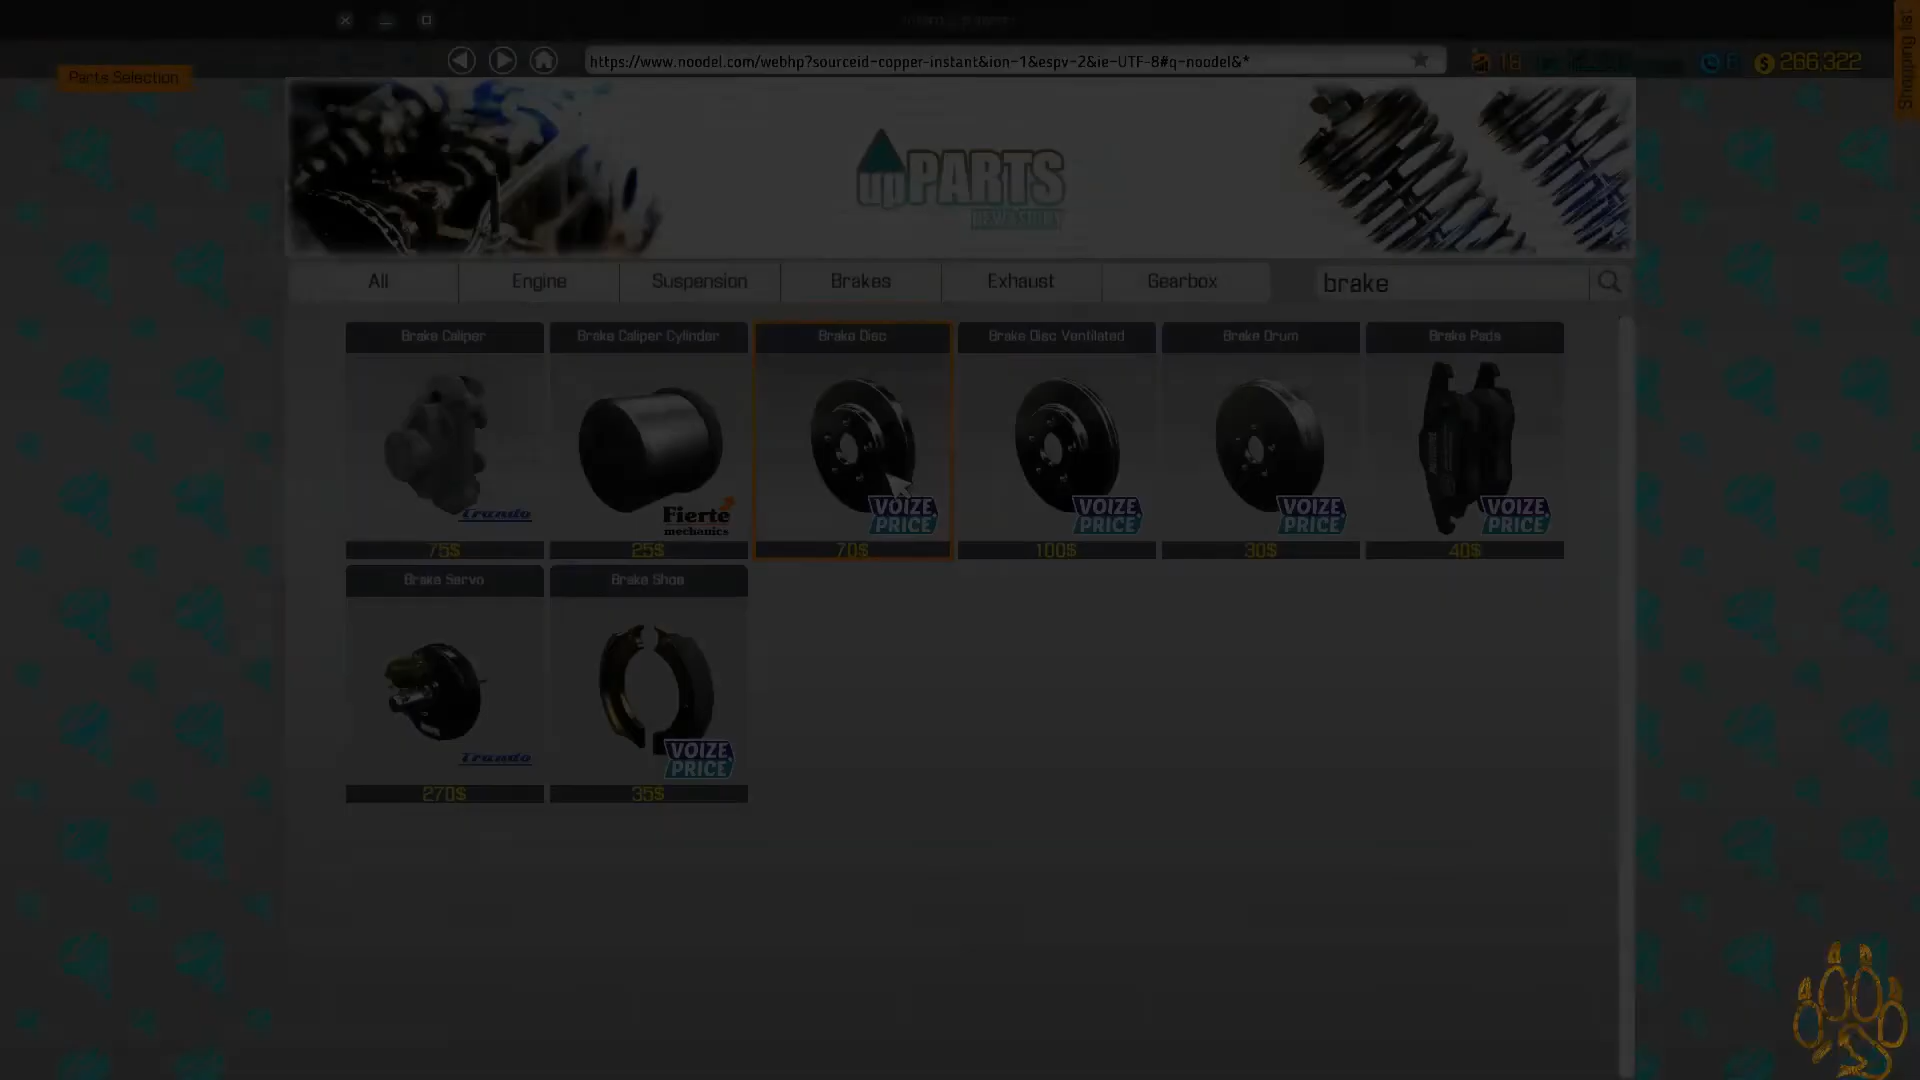 Parts Selection
https://www.noodel.com/webhp?sourceid-copper-instant&ion-1&espv-2&ie-UTF-8#q-noodel&*
18
266,322
Shopping list
upPARTS
All
Engine
Suspension
Brakes
Exhaust
Gearbox
brake
Brake Caliper
Brake Caliper Cylinder
Brake Disc
Brake Disc Ventilated
Brake Drum
Brake Pads
Trando
Fierte
mechanics
VOIZE
PRICE
VOIZE
PRICE
VOIZE
PRICE
VOIZE
PRICE
75$
25$
70$
100$
30$
40$
Brake Servo
Brake Shoe
Trando
VOIZE
PRICE
270$
35$